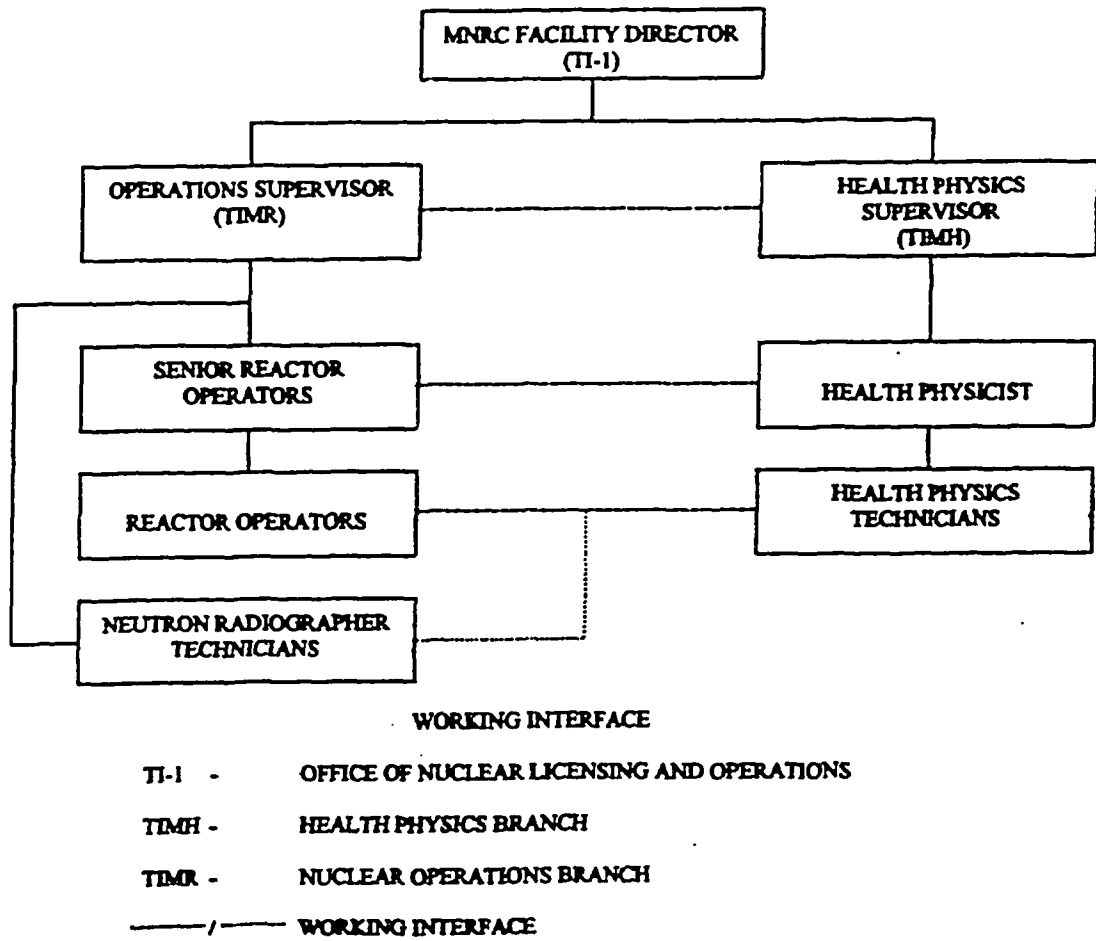 MNRC FACILITY DIRECTOR
(TI-1)
OPERATIONS SUPERVISOR
(TIMR)
HEALTH PHYSICS
SUPERVISOR
(TIMH)
SENIOR REACTOR
OPERATORS
HEALTH PHYSICIST
REACTOR OPERATORS
HEALTH PHYSICS
TECHNICIANS
NEUTRON RADIOGRAPHER
TECHNICIANS
WORKING INTERFACE
TI-1 - OFFICE OF NUCLEAR LICENSING AND OPERATIONS
TIMH - HEALTH PHYSICS BRANCH
TIMR - NUCLEAR OPERATIONS BRANCH
——/—— WORKING INTERFACE